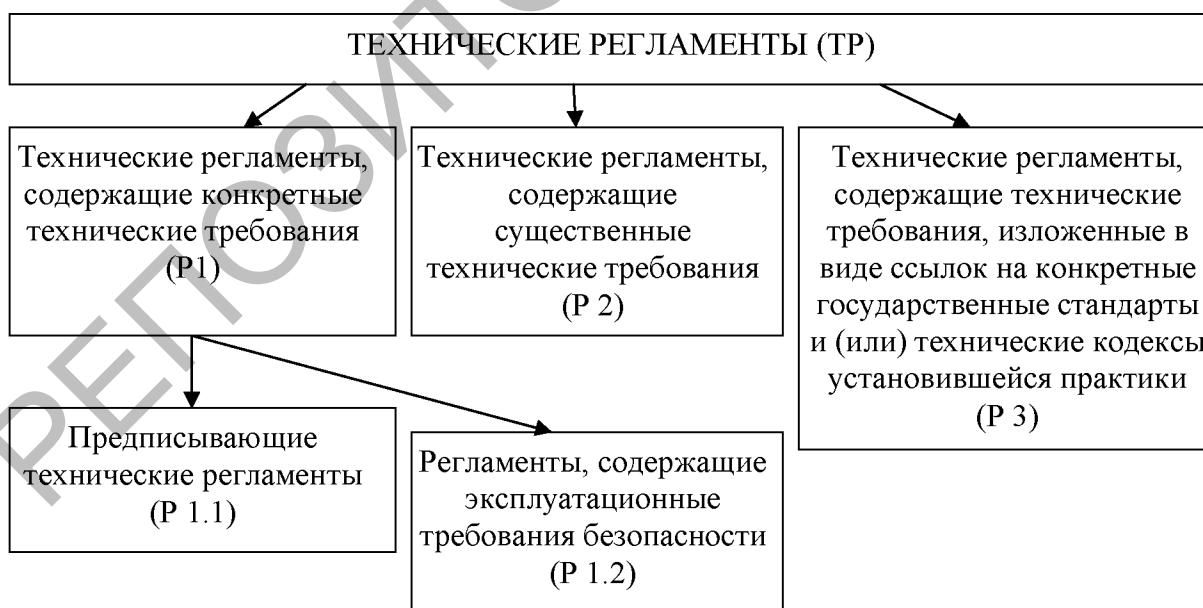 ТЕХНИЧЕСКИЕ РЕГЛАМЕНТЫ (ТР)
Технические регламенты,
содержащие конкретные
технические требования
(Р1)
Технические регламенты,
содержащие
существенные
технические требования
(Р 2)
Технические регламенты,
содержащие технические
требования, изложенные в
виде ссылок на конкретные
государственные стандарты
и (или) технические кодексы
установившейся практики
(Р 3)
Предписывающие
технические регламенты
(Р 1.1)
Регламенты, содержащие
эксплуатационные
требования безопасности
(Р 1.2)
РЕПОЗИТО